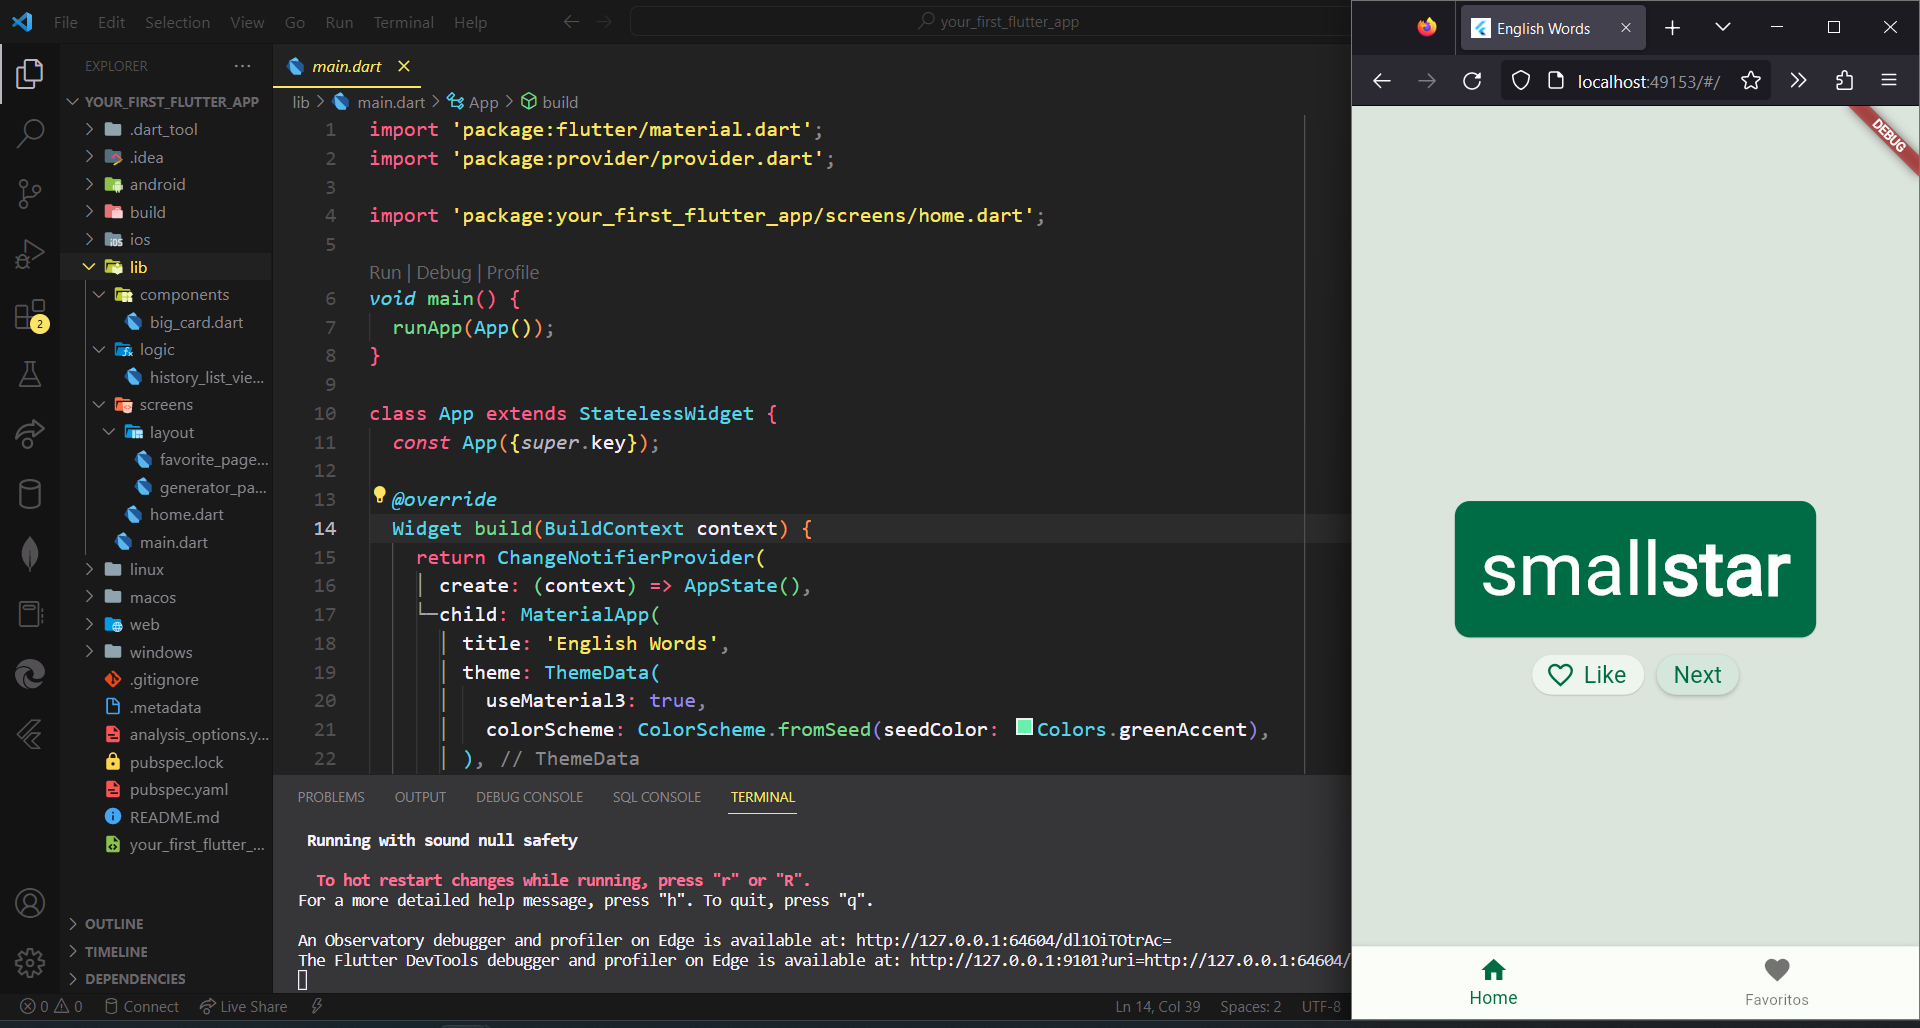 File Edit Selection View Go Run Terminal Help
your_first_flutter_app
EXPLORER
YOUR_FIRST_FLUTTER_APP
.dart_tool
.idea
android
build
ios
lib
components
big_card.dart
logic
history_list_vie...
screens
layout
favorite_page...
generator_pa...
home.dart
main.dart
linux
macos
web
windows
.gitignore
.metadata
analysis_options.y...
pubspec.lock
pubspec.yaml
README.md
your_first_flutter_...
OUTLINE
TIMELINE
DEPENDENCIES
2
main.dart
lib > main.dart > App > build
1 import 'package:flutter/material.dart';
2 import 'package:provider/provider.dart';
3
4 import 'package:your_first_flutter_app/screens/home.dart';
5
Run | Debug | Profile
6 void main() {
7 runApp(App());
8 }
9
10 class App extends StatelessWidget {
11 const App({super.key});
12
13 @override
14 Widget build(BuildContext context) {
15 return ChangeNotifierProvider(
16 create: (context) => AppState(),
17 child: MaterialApp(
18 title: 'English Words',
19 theme: ThemeData(
20 useMaterial3: true,
21 colorScheme: ColorScheme.fromSeed(seedColor: Colors.greenAccent),
22 ), // ThemeData
PROBLEMS OUTPUT DEBUG CONSOLE SQL CONSOLE TERMINAL
Running with sound null safety
To hot restart changes while running, press "r" or "R".
For a more detailed help message, press "h". To quit, press "q".
An Observatory debugger and profiler on Edge is available at: http://127.0.0.1:64604/dl1OiTOtrAc=
The Flutter DevTools debugger and profiler on Edge is available at: http://127.0.0.1:9101?uri=http://127.0.0.1:64604/
0 0 Connect Live Share Ln 14, Col 39 Spaces: 2 UTF-8
English Words
localhost:49153/#/
DEBUG
smallstar
Like Next
Home Favoritos